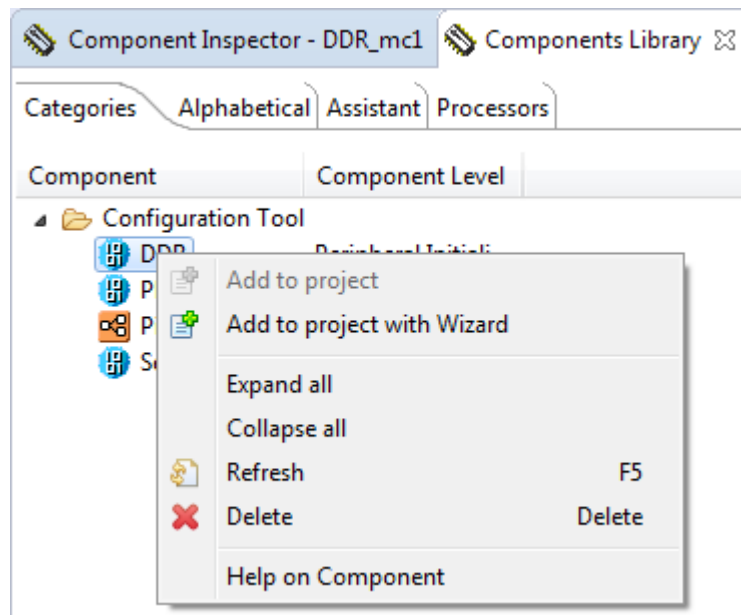 Component Inspector - DDR_mc1 Components Library
Categories Alphabetical Assistant Processors
Component Component Level
Configuration Tool
DDR
Add to project
Add to project with Wizard
Expand all
Collapse all
Refresh F5
Delete Delete
Help on Component